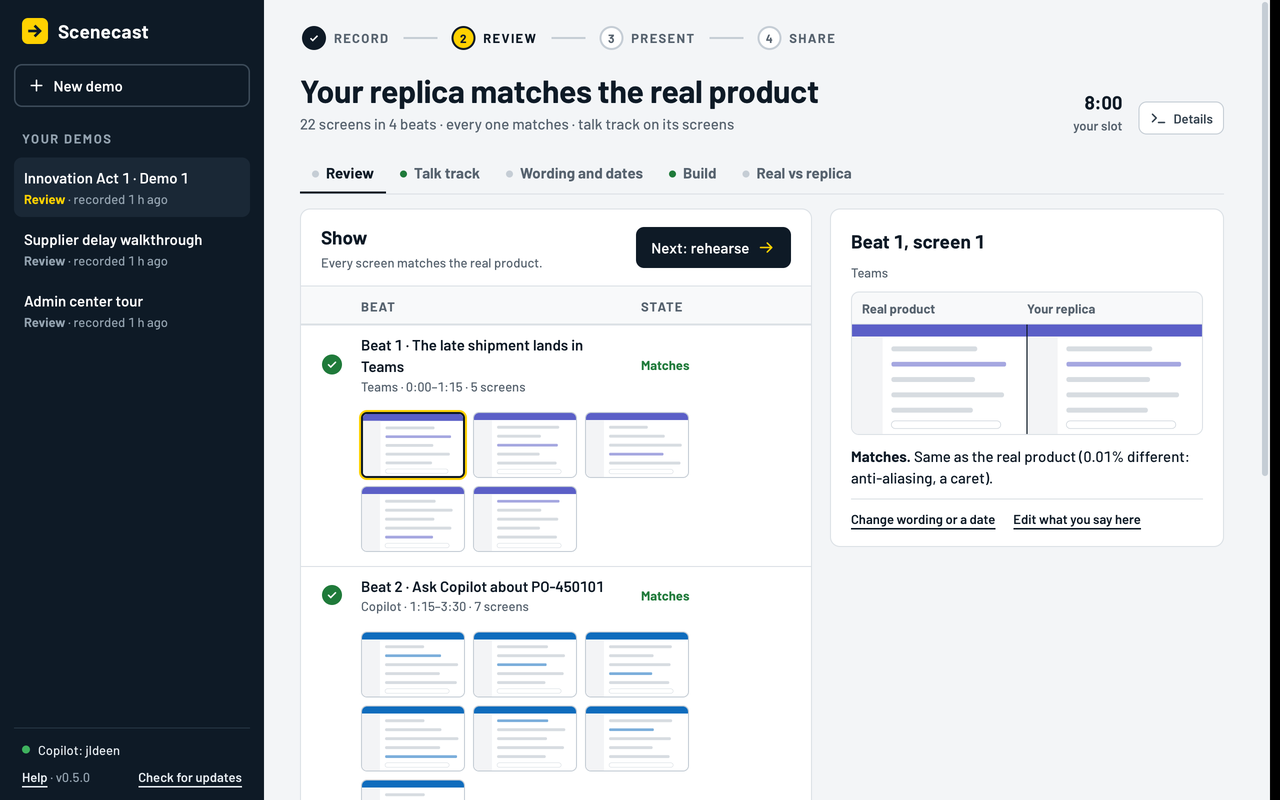 Scenecast
New demo
YOUR DEMOS
Innovation Act 1 · Demo 1
Review · recorded 1 h ago
Supplier delay walkthrough
Review · recorded 1 h ago
Admin center tour
Review · recorded 1 h ago
Copilot: jldeen
Help · v0.5.0
Check for updates
RECORD
2 REVIEW
3 PRESENT
4 SHARE
Your replica matches the real product
22 screens in 4 beats · every one matches · talk track on its screens
8:00
your slot
Details
Review
Talk track
Wording and dates
Build
Real vs replica
Show
Every screen matches the real product.
Next: rehearse
BEAT
STATE
Beat 1 · The late shipment lands in
Teams
Teams · 0:00–1:15 · 5 screens
Matches
Beat 2 · Ask Copilot about PO-450101
Copilot · 1:15–3:30 · 7 screens
Matches
Beat 1, screen 1
Teams
Real product
Your replica
Matches. Same as the real product (0.01% different:
anti-aliasing, a caret).
Change wording or a date
Edit what you say here